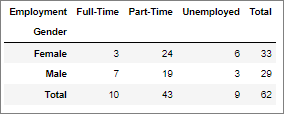 Employment Full-Time Part-Time Unemployed Total
Gender
Female 3 24 6 33
Male 7 19 3 29
Total 10 43 9 62